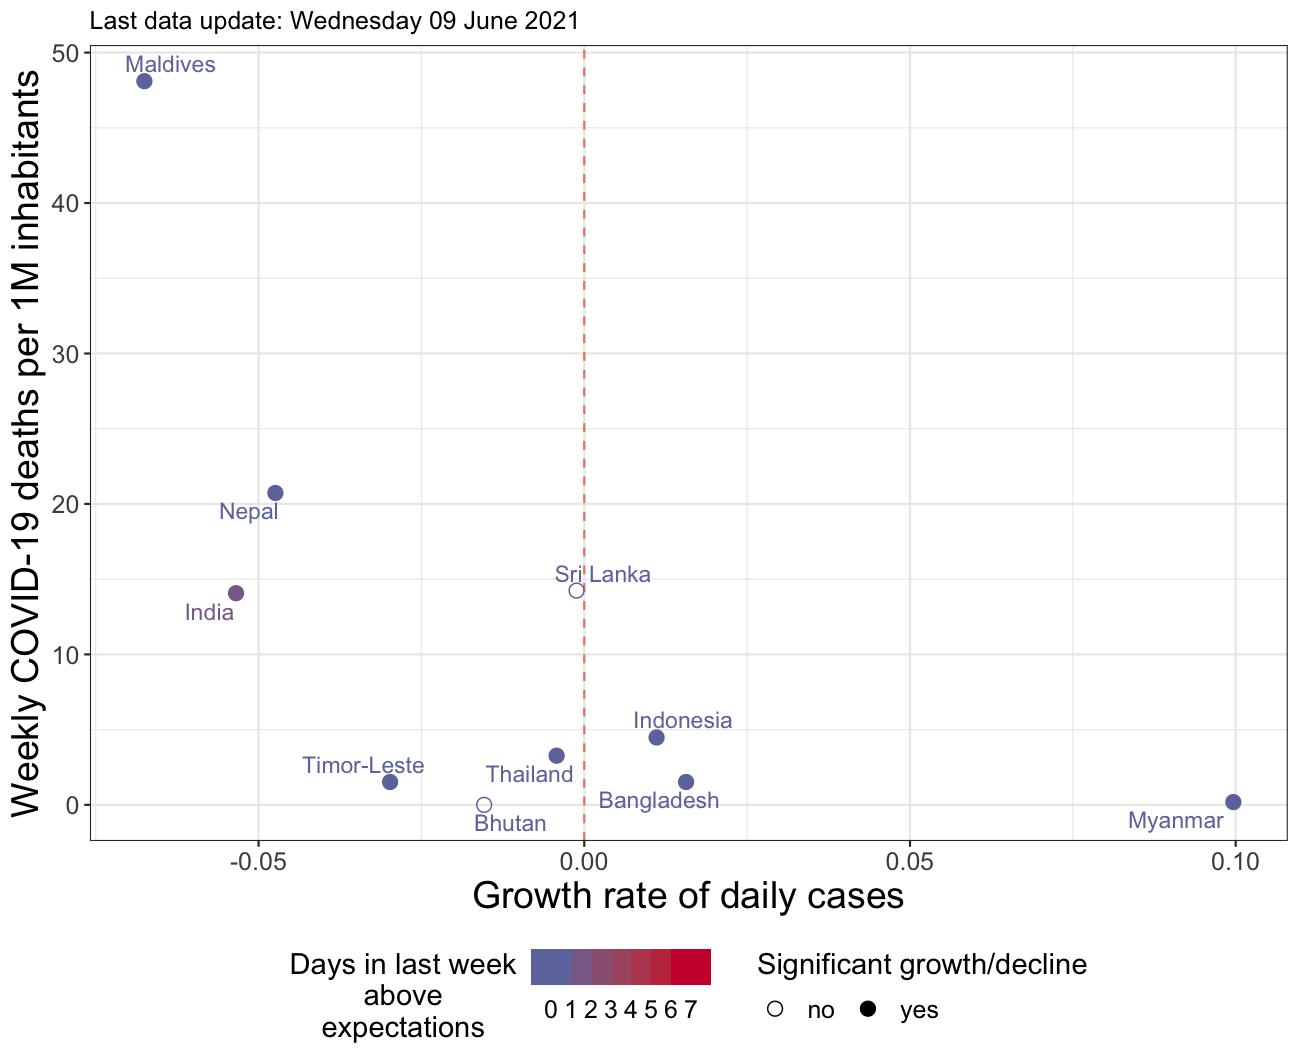 Last data update: Wednesday 09 June 2021
50
40
30
20
10
0
Weekly COVID-19 deaths per 1M inhabitants
Maldives
Nepal
India
Sri Lanka
Indonesia
Timor-Leste
Thailand
Bangladesh
Bhutan
Myanmar
-0.05 0.00 0.05 0.10
Growth rate of daily cases
Days in last week
above
expectations
0 1 2 3 4 5 6 7
Significant growth/decline
no yes